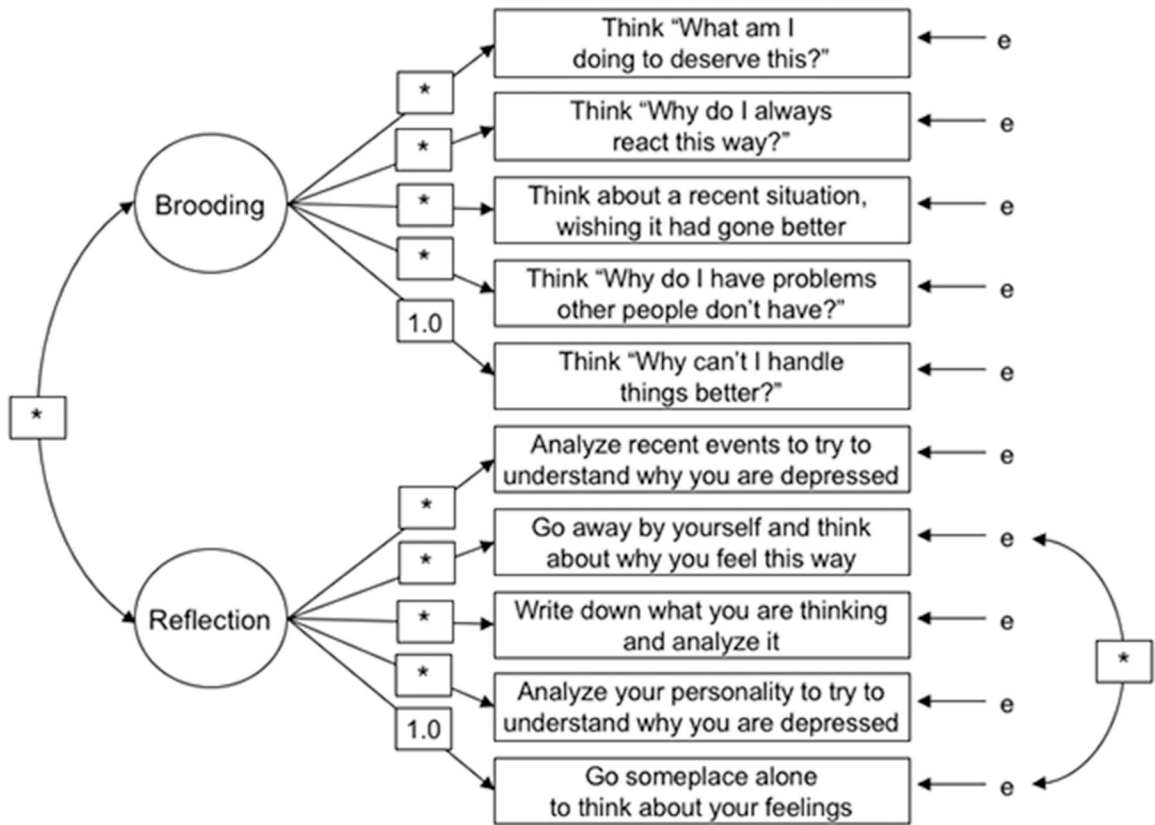 Think “What am I
doing to deserve this?”
e
*
Think “Why do I always
react this way?”
e
*
Brooding
Think about a recent situation,
wishing it had gone better
e
*
Think “Why do I have problems
other people don’t have?”
e
*
1.0
Think “Why can’t I handle
things better?”
e
*
Analyze recent events to try to
understand why you are depressed
e
*
Go away by yourself and think
about why you feel this way
e
*
Reflection
Write down what you are thinking
and analyze it
e
*
*
Analyze your personality to try to
understand why you are depressed
e
*
1.0
Go someplace alone
to think about your feelings
e